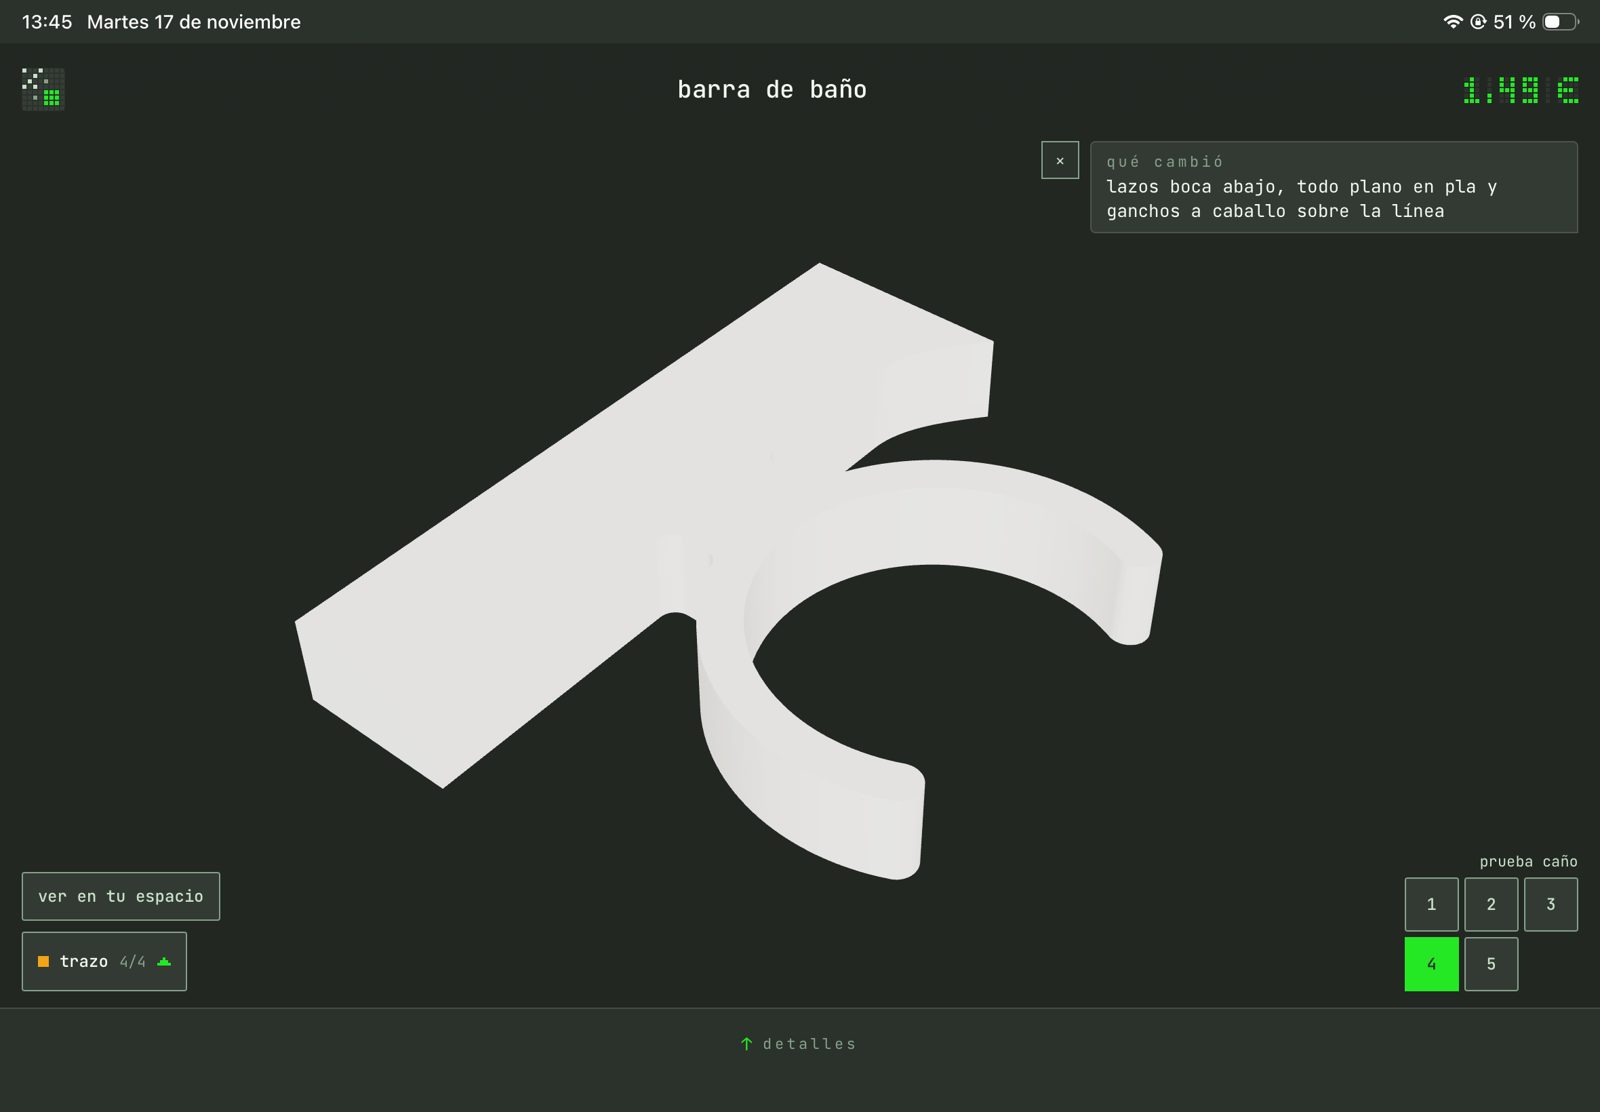 13:45 Martes 17 de noviembre
51 %
barra de baño
1,49 €
×
qué cambió
lazos boca abajo, todo plano en pla y
ganchos a caballo sobre la línea
ver en tu espacio
trazo 4/4
prueba caño
1 2 3
4 5
↑ detalles